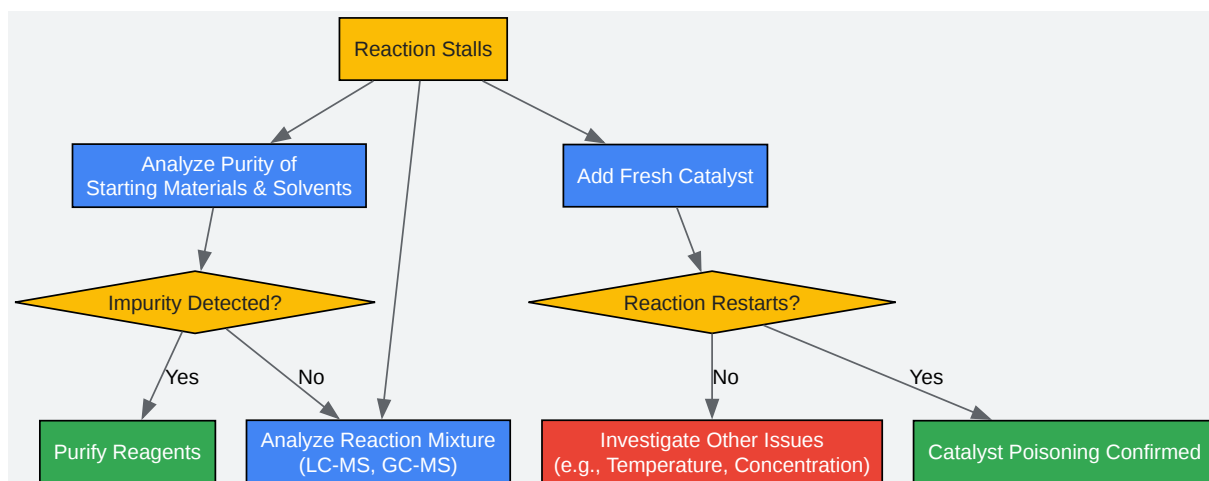 Reaction Stalls
Analyze Purity of
Starting Materials & Solvents
Add Fresh Catalyst
Impurity Detected?
Reaction Restarts?
Yes
No
No
Yes
Purify Reagents
Analyze Reaction Mixture
(LC-MS, GC-MS)
Investigate Other Issues
(e.g., Temperature, Concentration)
Catalyst Poisoning Confirmed